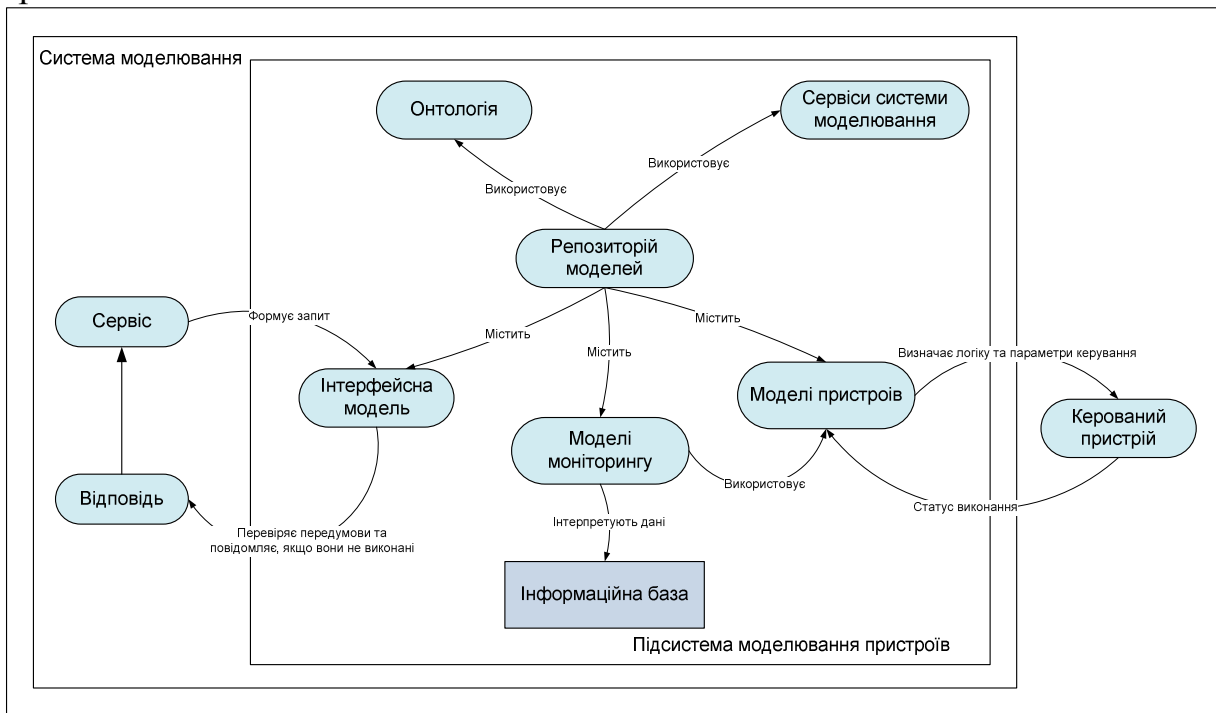 Система моделювання
Онтологія
Сервіси системи
моделювання
Використовує
Використовує
Репозиторій
моделей
Сервіс
Формує запит
Містить
Містить
Містить
Визначає логіку та параметри керування
Інтерфейсна
модель
Моделі пристроїв
Керований
пристрій
Моделі
моніторингу
Відповідь
Використовує
Статус виконання
Інтерпретують дані
Перевіряє передумови та
повідомляє, якщо вони не виконані
Інформаційна база
Підсистема моделювання пристроїв